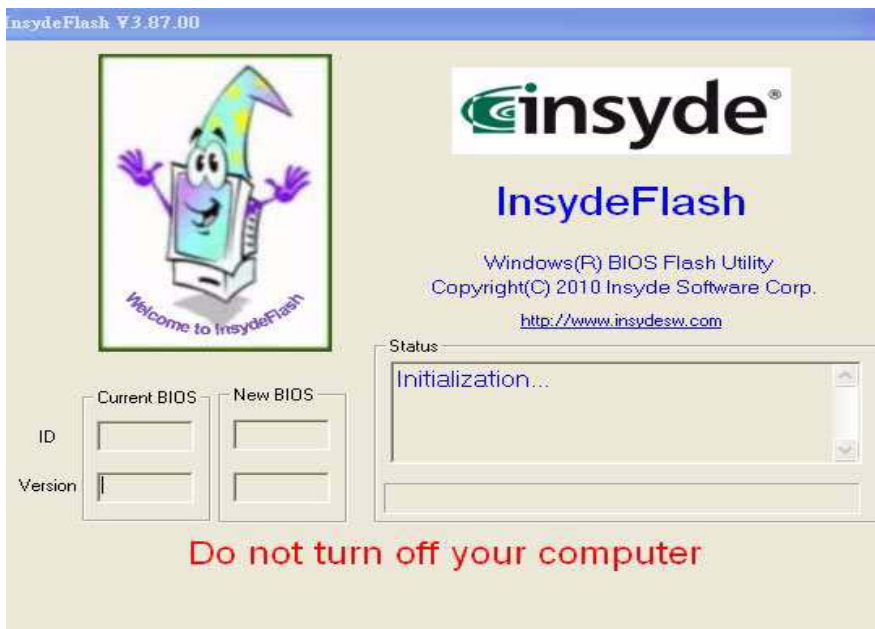 InsydeFlash V3.87.00
insyde®
InsydeFlash
Windows(R) BIOS Flash Utility
Copyright(C) 2010 Insyde Software Corp.
http://www.insydesw.com
Welcome to InsydeFlash
Status
Initialization...
Current BIOS
New BIOS
ID
Version
Do not turn off your computer